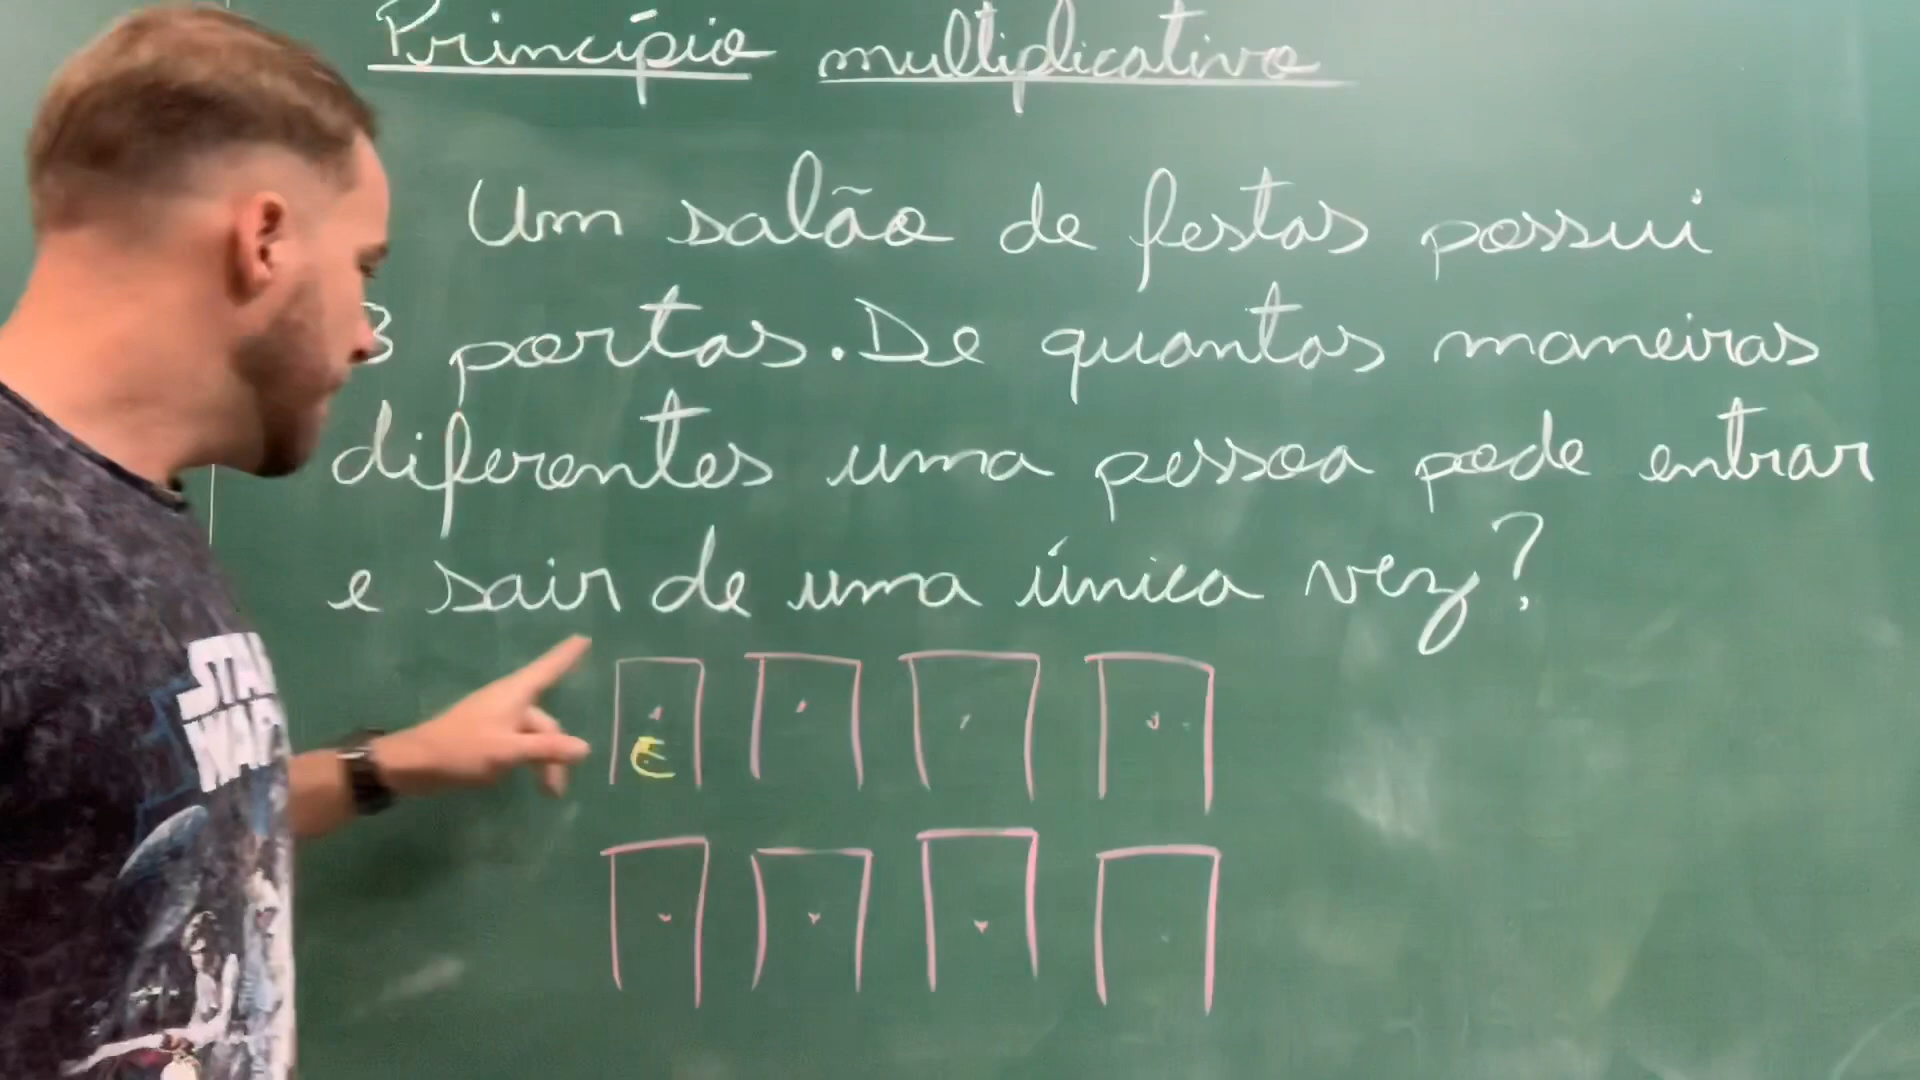 Princípio multiplicativo
Um salão de festas possui
portas. De quantas maneiras
diferentes uma pessoa pode entrar
e sair de uma única vez?
E
STAR
WARS